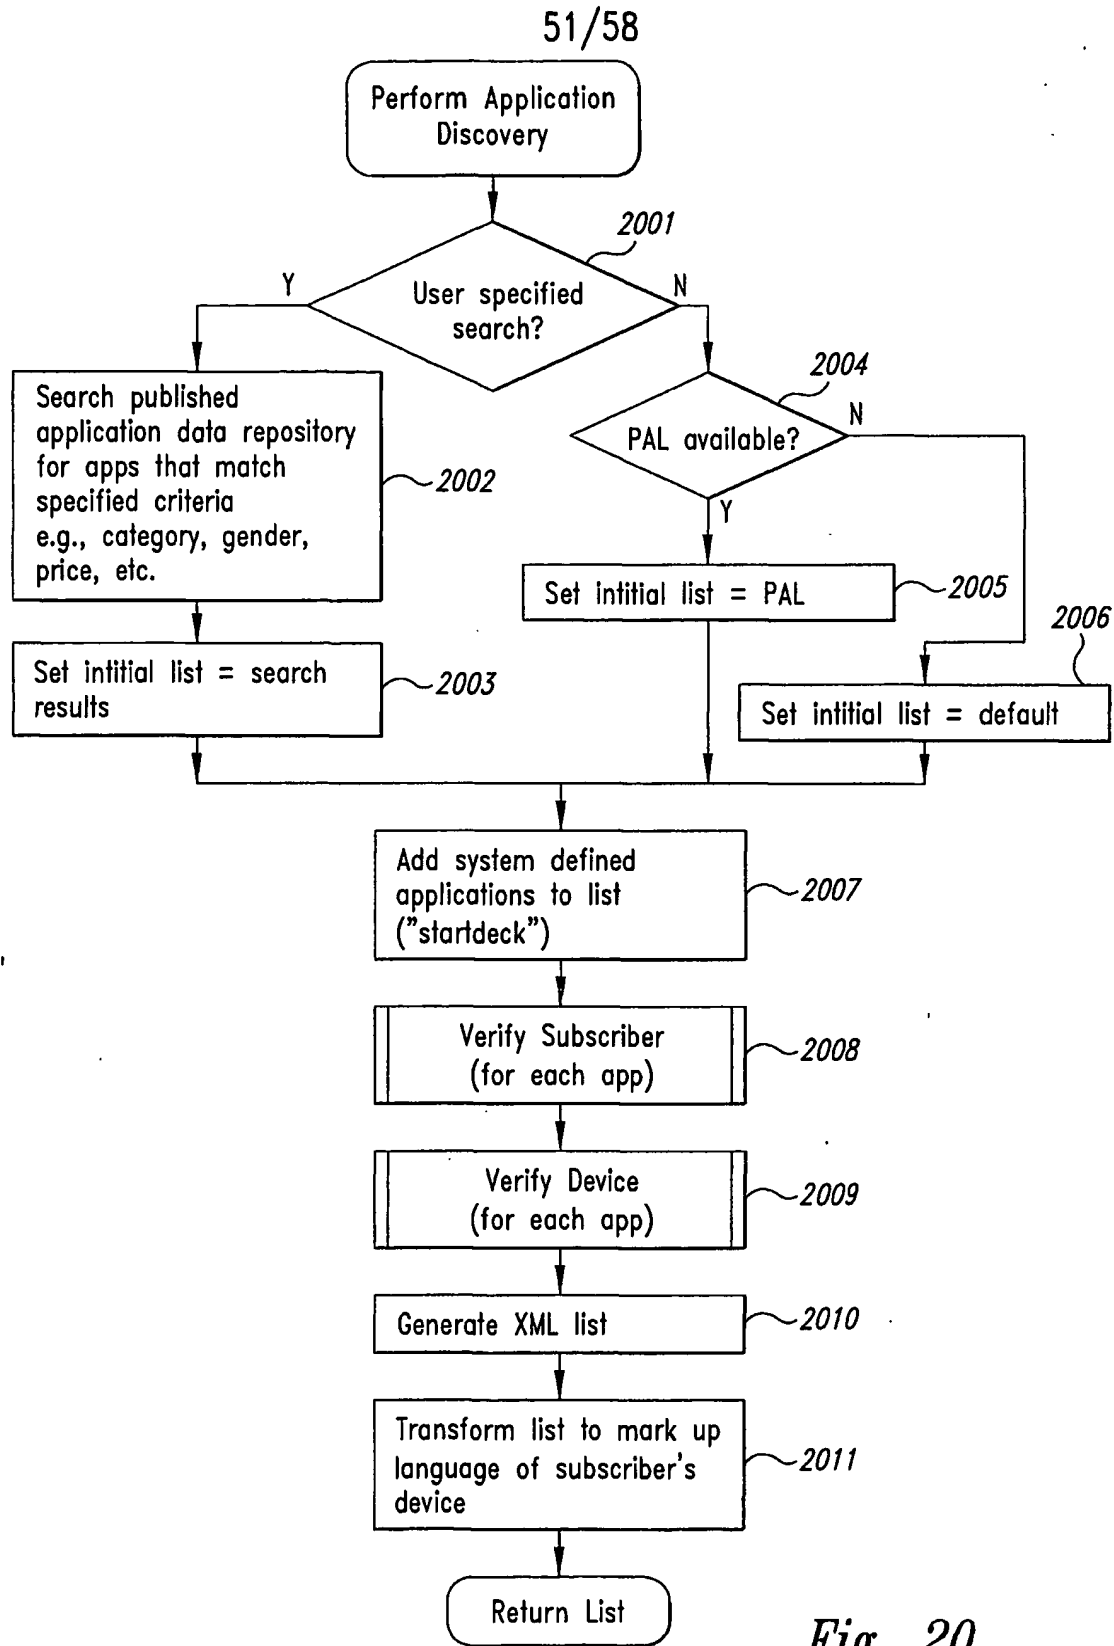 51/58
Perform Application
Discovery
2001
Y
User specified
search?
N
2004
Search published
application data repository
for apps that match
specified criteria
e.g., category, gender,
price, etc.
2002
PAL available?
N
Y
Set intitial list = PAL
2005
2006
Set intitial list = search
results
2003
Set intitial list = default
Add system defined
applications to list
("startdeck")
2007
Verify Subscriber
(for each app)
2008
Verify Device
(for each app)
2009
Generate XML list
2010
Transform list to mark up
language of subscriber's
device
2011
Return List
Fig. 20